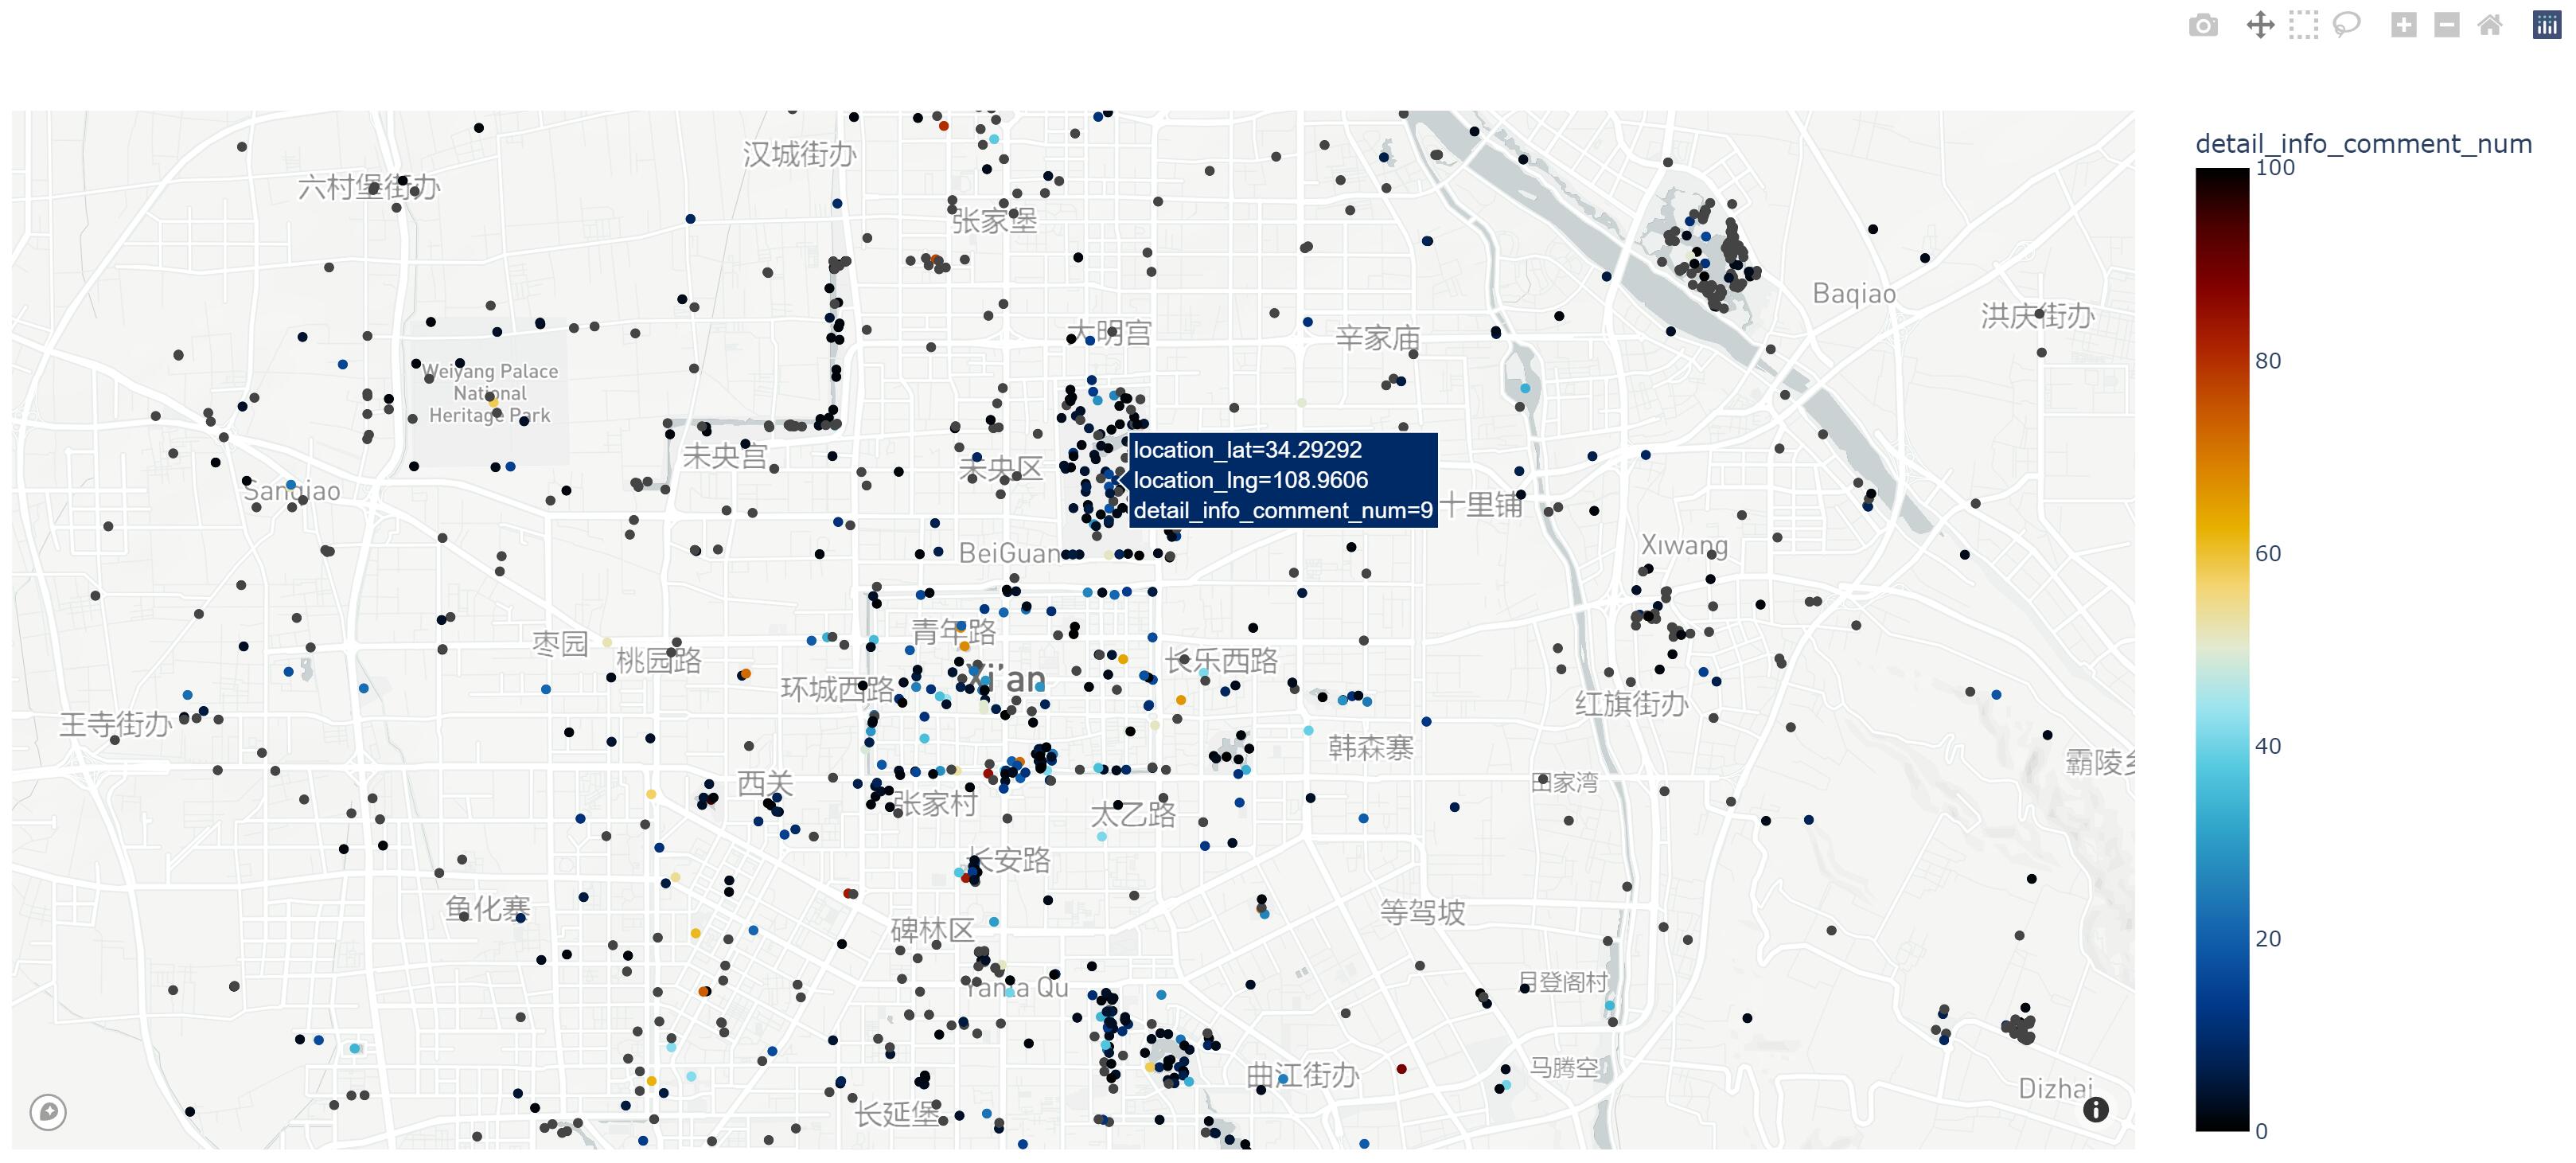 detail_info_comment_num
100
80
60
40
20
0
汉城街办
六村堡街办
张家堡
Baqiao
洪庆街办
大明宫
辛家庙
Weiyang Palace
National
Heritage Park
location_lat=34.29292
location_lng=108.9606
detail_info_comment_num=9
未央宫
未央区
Sanqiao
十里铺
BeiGuan
Xiwang
青年路
枣园
桃园路
长乐西路
Xi'an
环城西路
红旗街办
王寺街办
韩森寨
霸陵乡
西关
田家湾
张家村
太乙路
长安路
鱼化寨
等驾坡
碑林区
月登阁村
Yanta Qu
马腾空
曲江街办
Dizhai
长延堡